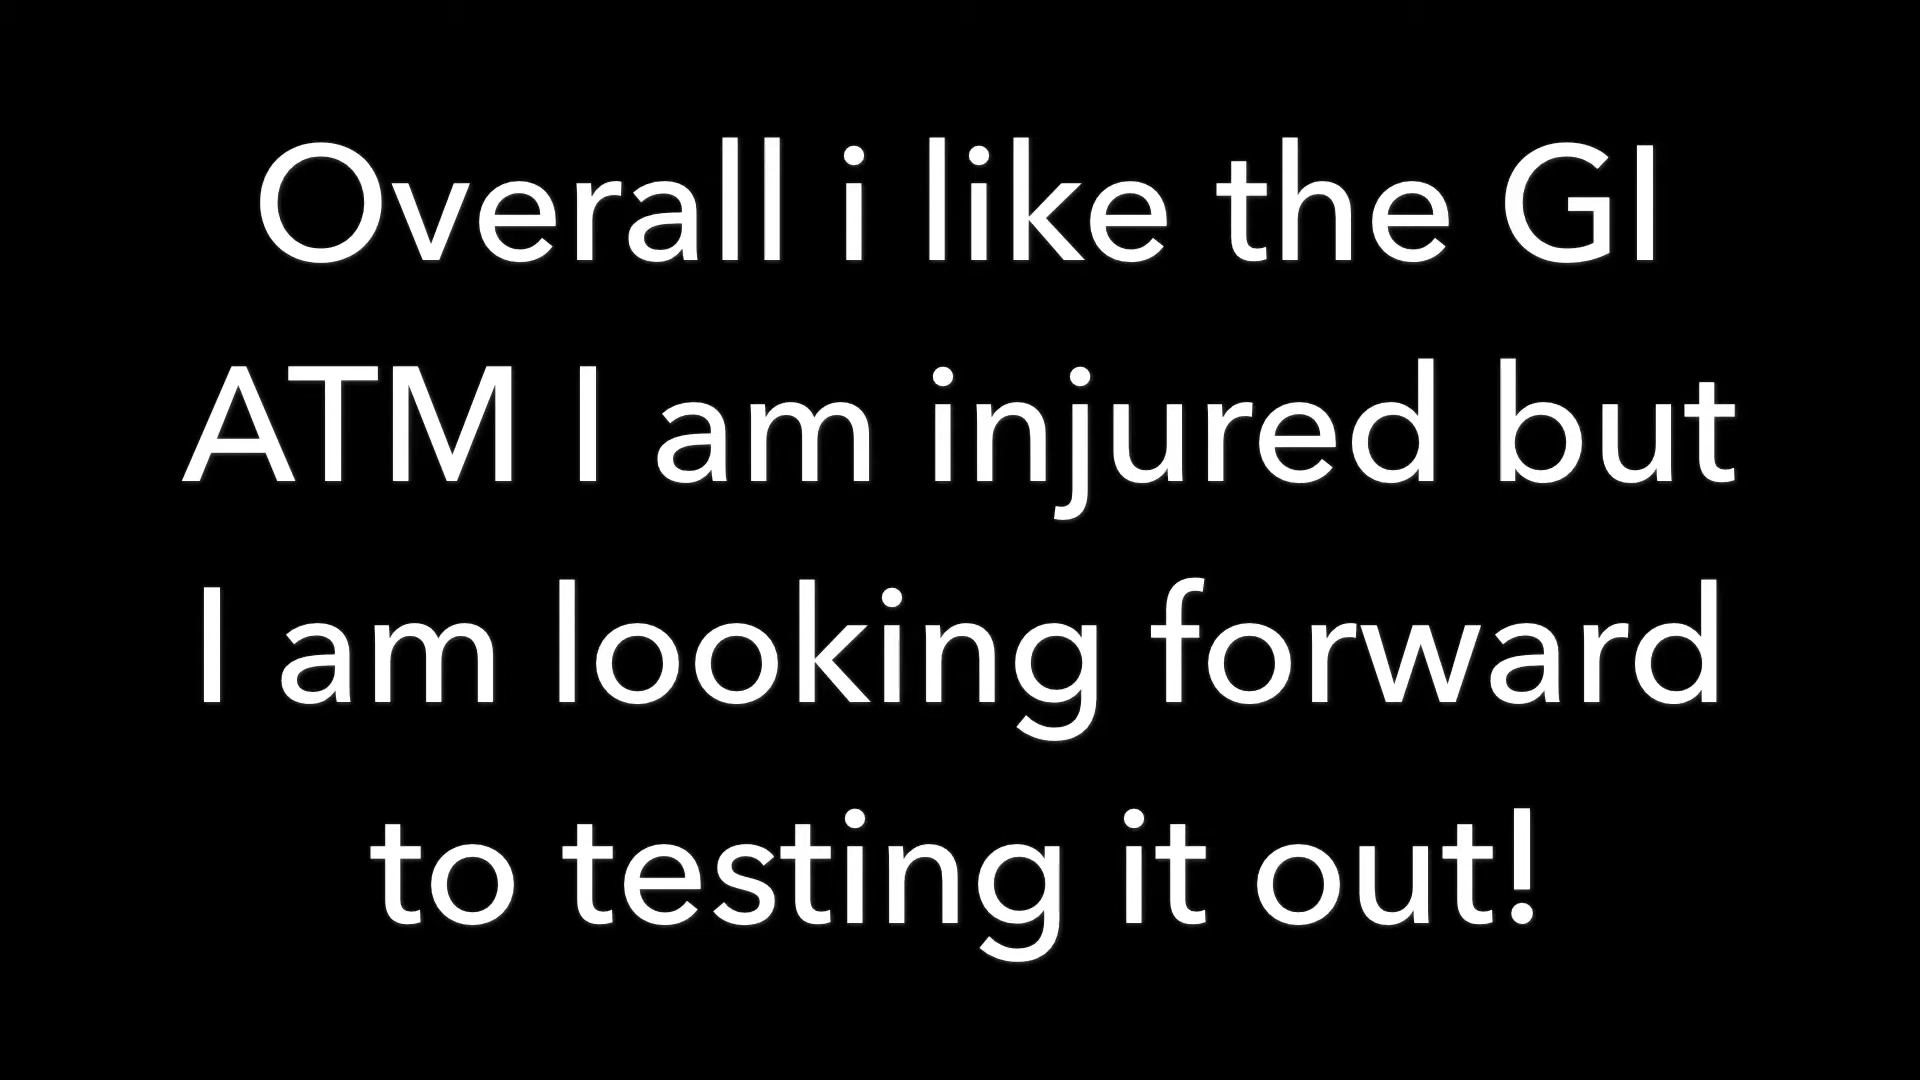 Overall i like the GI
ATM I am injured but
I am looking forward
to testing it out!